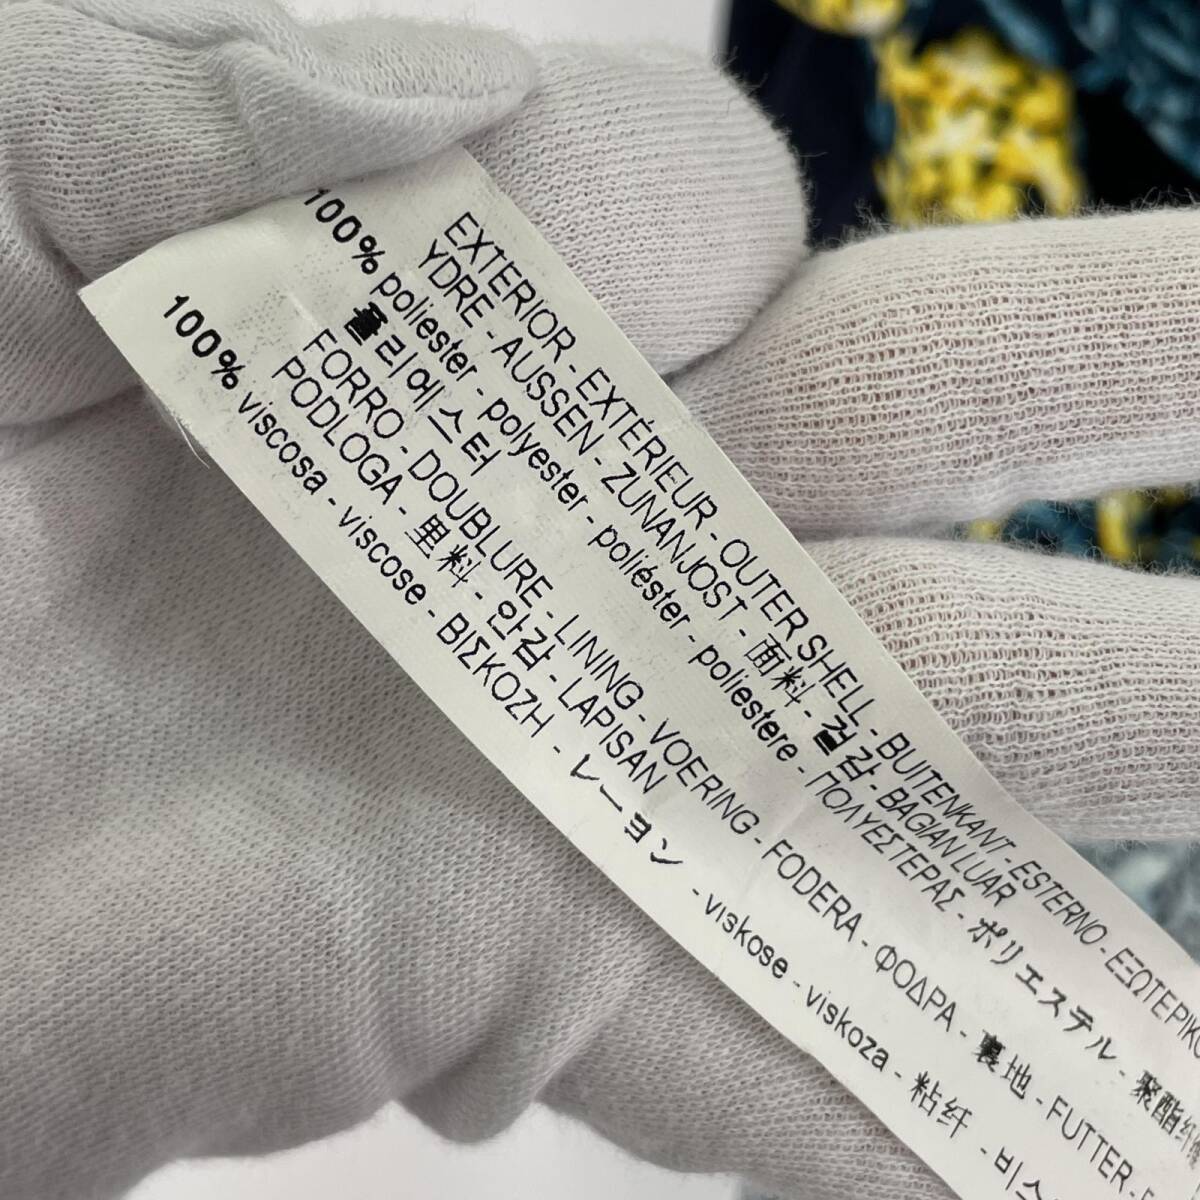 EXTERIOR - EXTÉRIEUR - OUTER SHELL - BUITENKANT - ESTERNO - ΕΞΩΤΕΡΙΚΟ
YDRE - AUSSEN - ZUNANJOST - 面料 - 겉감 - BAGIAN LUAR
100% poliester - polyester - poliéster - poliestere - ΠΟΛΥΕΣΤΕΡΑΣ - ポリエステル - 聚酯纤维
폴리에스터
FORRO - DOUBLURE - LINING - VOERING - FODERA - ΦΟΔΡΑ - 裏地 - FUTTER -
PODLOGA - 里料 - 안감 - LAPISAN
100% viscosa - viscose - ΒΙΣΚΟΖΗ - レーヨン - viskose - viskoza - 粘纤 - 비스